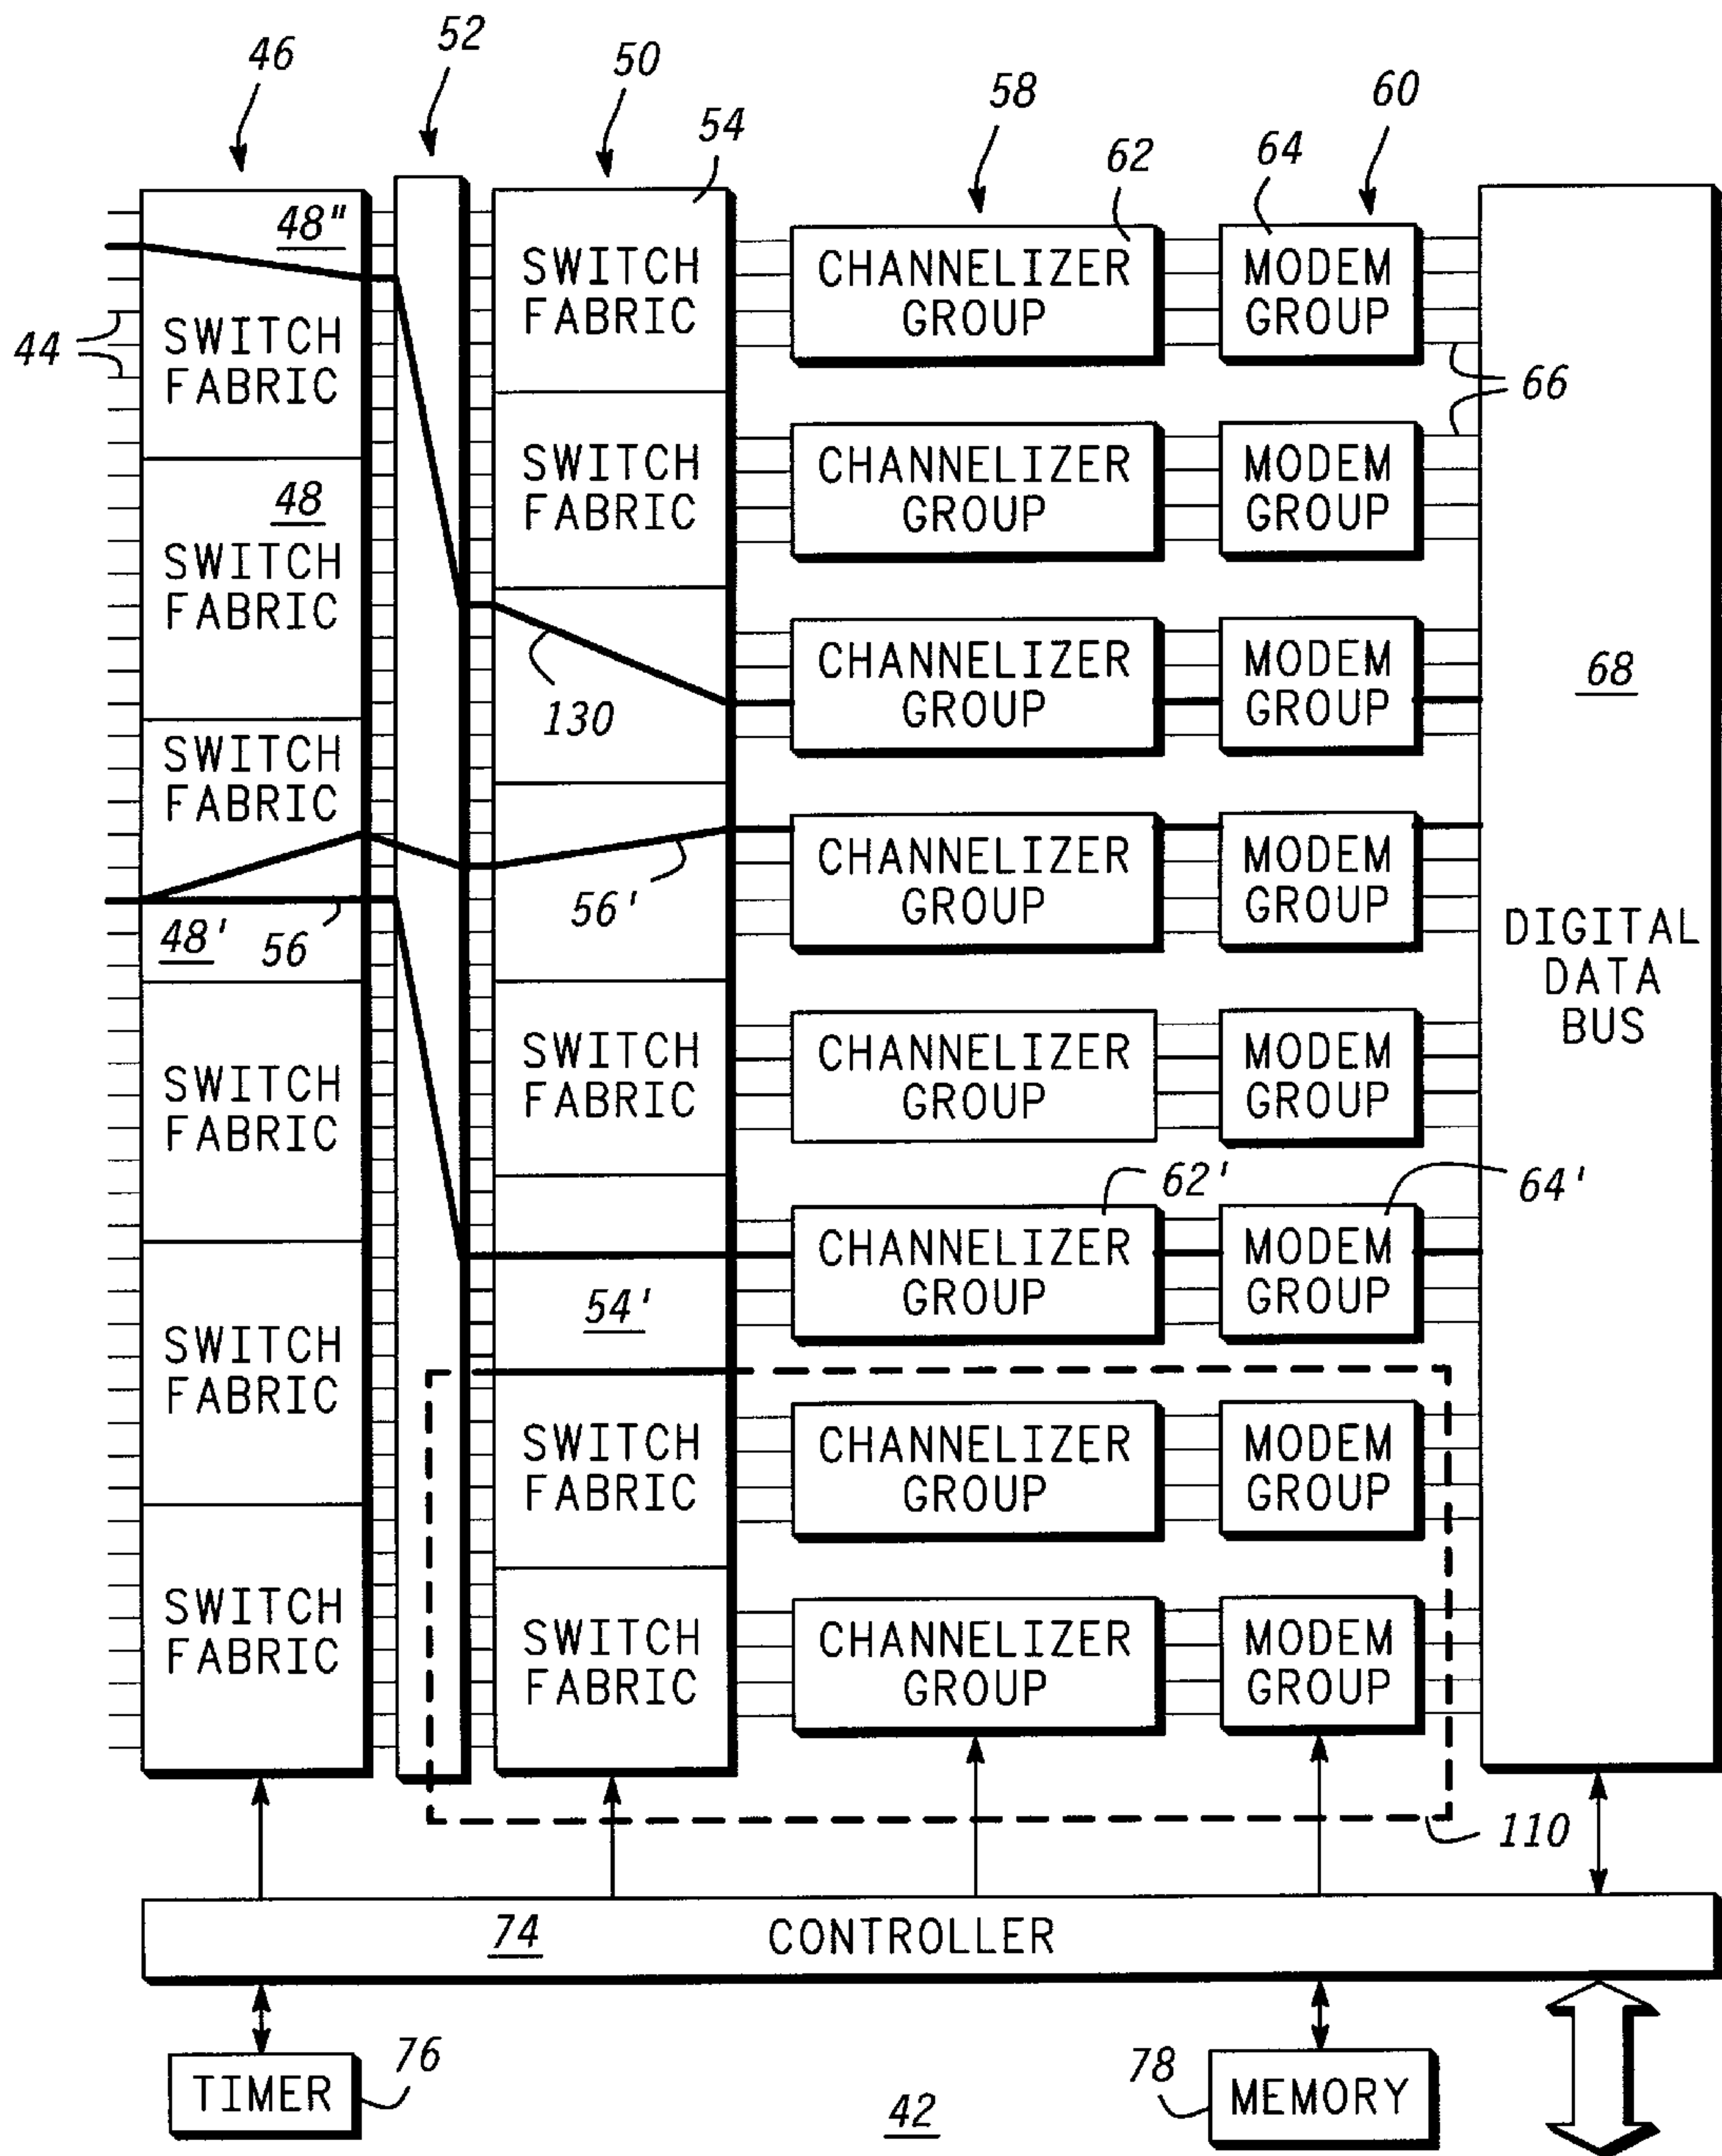 46
52
50
58
60
54
62
64
48"
SWITCH
FABRIC
44
SWITCH
FABRIC
CHANNELIZER
GROUP
MODEM
GROUP
66
48
SWITCH
FABRIC
SWITCH
FABRIC
CHANNELIZER
GROUP
MODEM
GROUP
130
CHANNELIZER
GROUP
MODEM
GROUP
68
SWITCH
FABRIC
48'
56
56'
CHANNELIZER
GROUP
MODEM
GROUP
DIGITAL
DATA
BUS
SWITCH
FABRIC
SWITCH
FABRIC
CHANNELIZER
GROUP
MODEM
GROUP
62'
64'
54'
CHANNELIZER
GROUP
MODEM
GROUP
SWITCH
FABRIC
SWITCH
FABRIC
CHANNELIZER
GROUP
MODEM
GROUP
SWITCH
FABRIC
SWITCH
FABRIC
CHANNELIZER
GROUP
MODEM
GROUP
110
74
CONTROLLER
76
TIMER
78
MEMORY
42